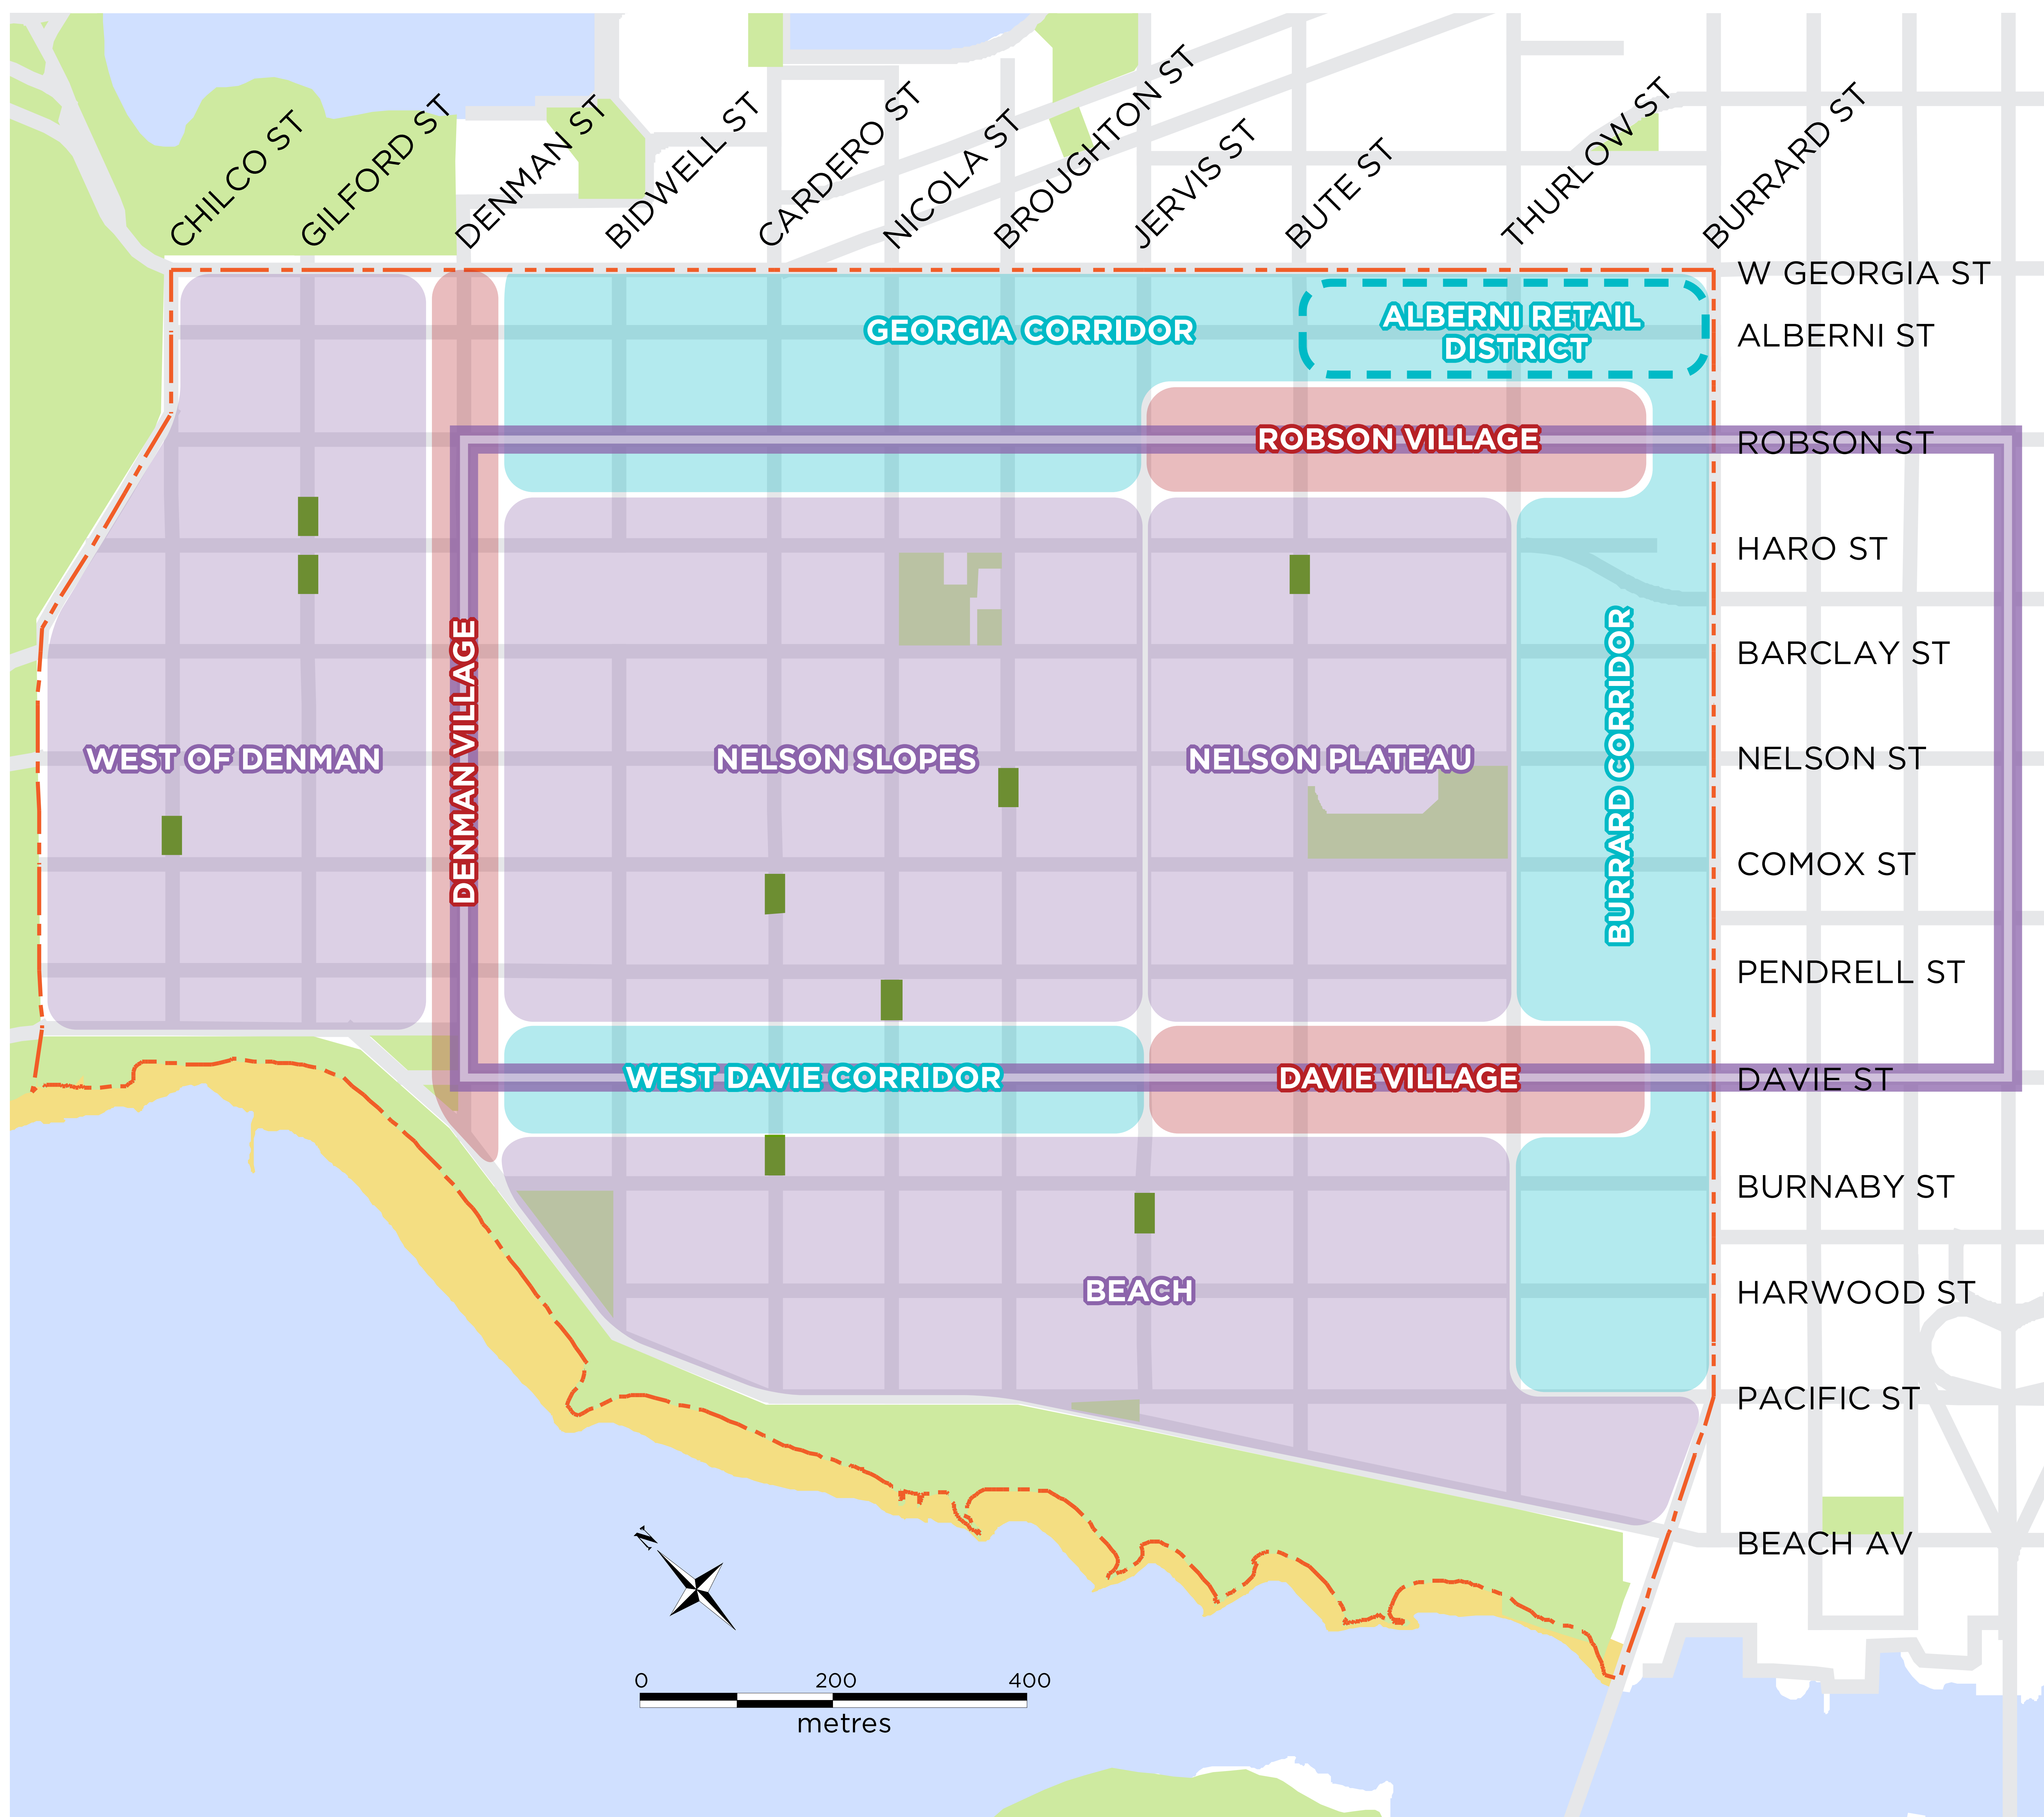 CHILCO ST
GILFORD ST
DENMAN ST
BIDWELL ST
CARDERO ST
NICOLA ST
BROUGHTON ST
JERVIS ST
BUTE ST
THURLOW ST
BURRARD ST
W GEORGIA ST
GEORGIA CORRIDOR
ALBERNI RETAIL
DISTRICT
ALBERNI ST
ROBSON VILLAGE
ROBSON ST
HARO ST
BARCLAY ST
WEST OF DENMAN
DENMAN VILLAGE
NELSON SLOPES
NELSON PLATEAU
BURRARD CORRIDOR
NELSON ST
COMOX ST
PENDRELL ST
WEST DAVIE CORRIDOR
DAVIE VILLAGE
DAVIE ST
BURNABY ST
BEACH
HARWOOD ST
PACIFIC ST
BEACH AV
N
0 200 400
metres